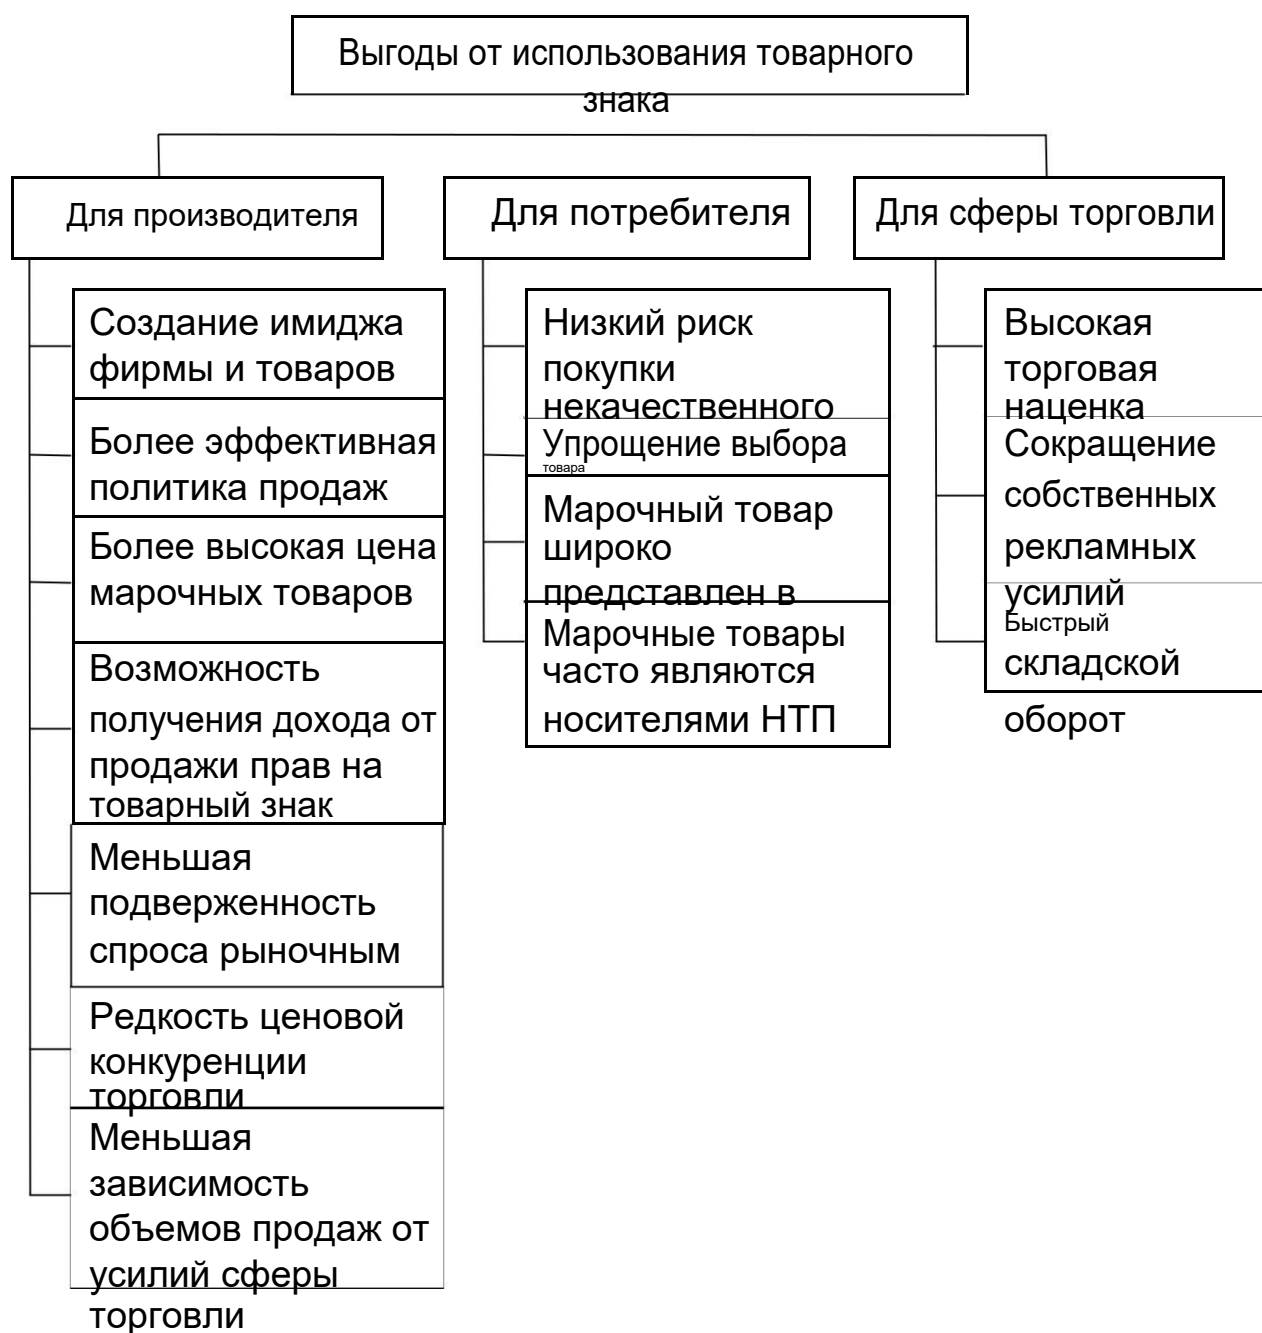 Выгоды от использования товарного
знака
Для производителя
Создание имиджа
фирмы и товаров
Более эффективная
политика продаж
Более высокая цена
марочных товаров
Возможность
получения дохода от
продажи прав на
товарный знак
Меньшая
подверженность
спроса рыночным
Редкость ценовой
конкуренции
торговли
Меньшая
зависимость
объемов продаж от
усилий сферы
торговли
Для потребителя
Низкий риск
покупки
некачественного
Упрощение выбора
товара
Марочный товар
широко
представлен в
Марочные товары
часто являются
носителями НТП
Для сферы торговли
Высокая
торговая
наценка
Сокращение
собственных
рекламных
усилий
Быстрый
складской
оборот